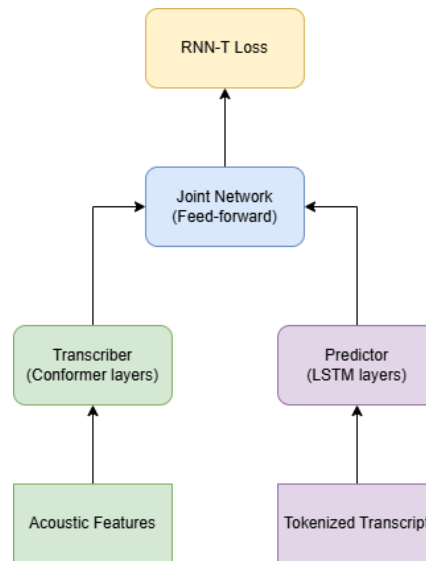 RNN-T Loss
Joint Network
(Feed-forward)
Transcriber
(Conformer layers)
Predictor
(LSTM layers)
Acoustic Features
Tokenized Transcript